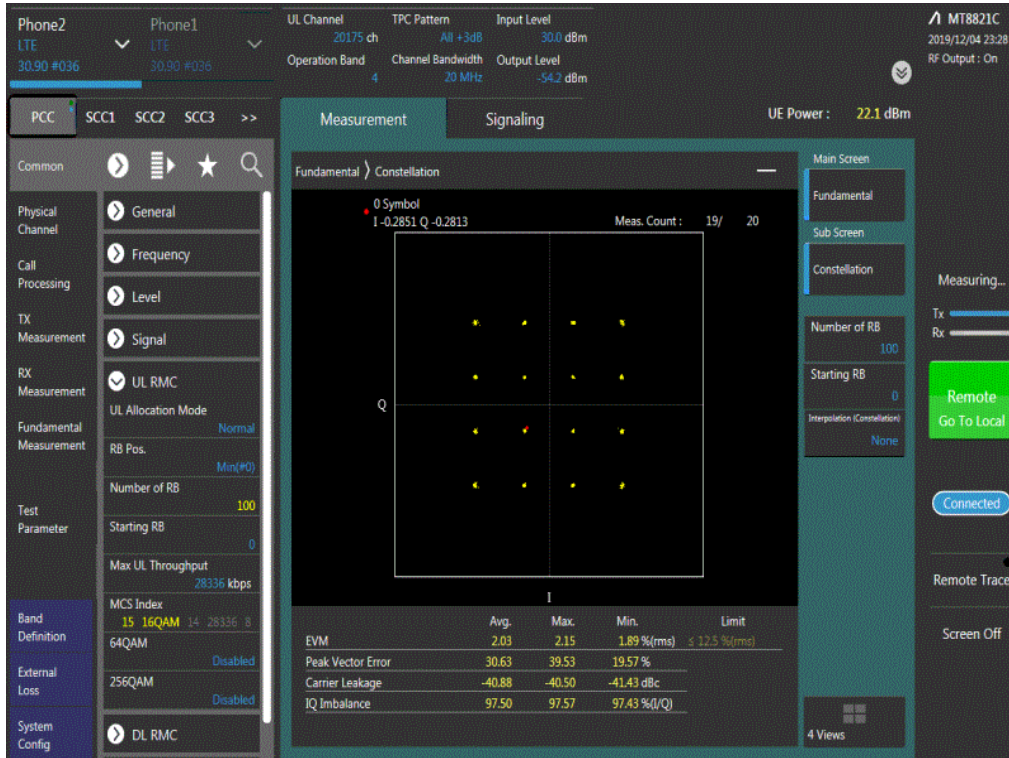 Phone2
LTE
30.90 #036
Phone1
LTE
30.90 #036
UL Channel
20175 ch
TPC Pattern
All +3dB
Input Level
30.0 dBm
Operation Band
4
Channel Bandwidth
20 MHz
Output Level
-54.2 dBm
MT8821C
2019/12/04 23:28
RF Output : On
PCC SCC1 SCC2 SCC3 >>
Measurement
Signaling
UE Power : 22.1 dBm
Common
Physical
Channel
Call
Processing
TX
Measurement
RX
Measurement
Fundamental
Measurement
Test
Parameter
Band
Definition
External
Loss
System
Config
General
Frequency
Level
Signal
UL RMC
UL Allocation Mode
Normal
RB Pos.
Min(#0)
Number of RB
100
Starting RB
0
Max UL Throughput
28336 kbps
MCS Index
15 16QAM 14 28336 8
64QAM
Disabled
256QAM
Disabled
DL RMC
Fundamental 〉 Constellation
0 Symbol
I -0.2851 Q -0.2813
Meas. Count : 19/ 20
Q
I
Avg. Max. Min. Limit
EVM 2.03 2.15 1.89 %(rms) ≤ 12.5 %(rms)
Peak Vector Error 30.63 39.53 19.57 %
Carrier Leakage -40.88 -40.50 -41.43 dBc
IQ Imbalance 97.50 97.57 97.43 %(I/Q)
Main Screen
Fundamental
Sub Screen
Constellation
Number of RB
100
Starting RB
0
Interpolation (Constellation)
None
4 Views
Measuring...
Tx
Rx
Remote
Go To Local
Connected
Remote Trace
Screen Off